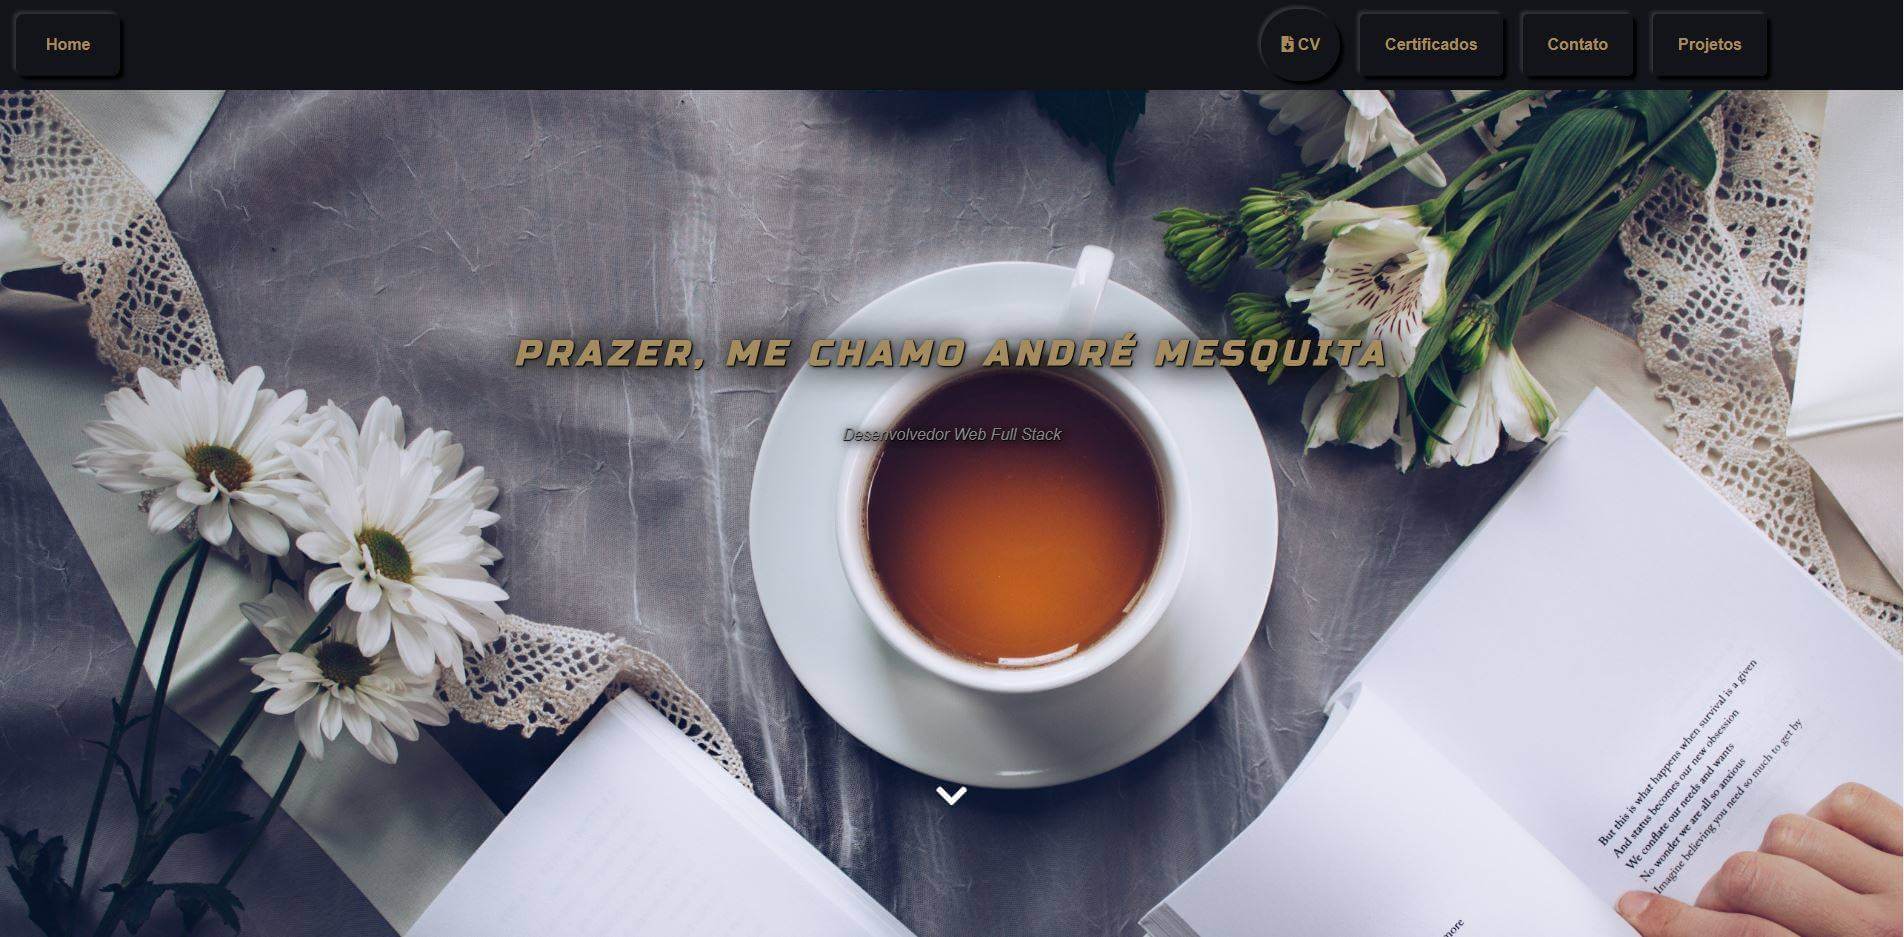 Home
CV
Certificados
Contato
Projetos
PRAZER, ME CHAMO ANDRÉ MESQUITA
Desenvolvedor Web Full Stack
But this is what happens when survival is a given
And status becomes our new obsession
We conflate our needs and wants
No wonder we are all so anxious
Imagine believing you need so much to get by
more